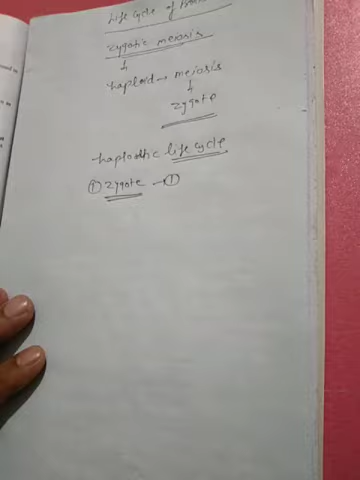 Life Cycle of
Zygotic meiosis
↳
haploid → meiosis
↳
zygote
haplontic life cycle
① zygote → ①